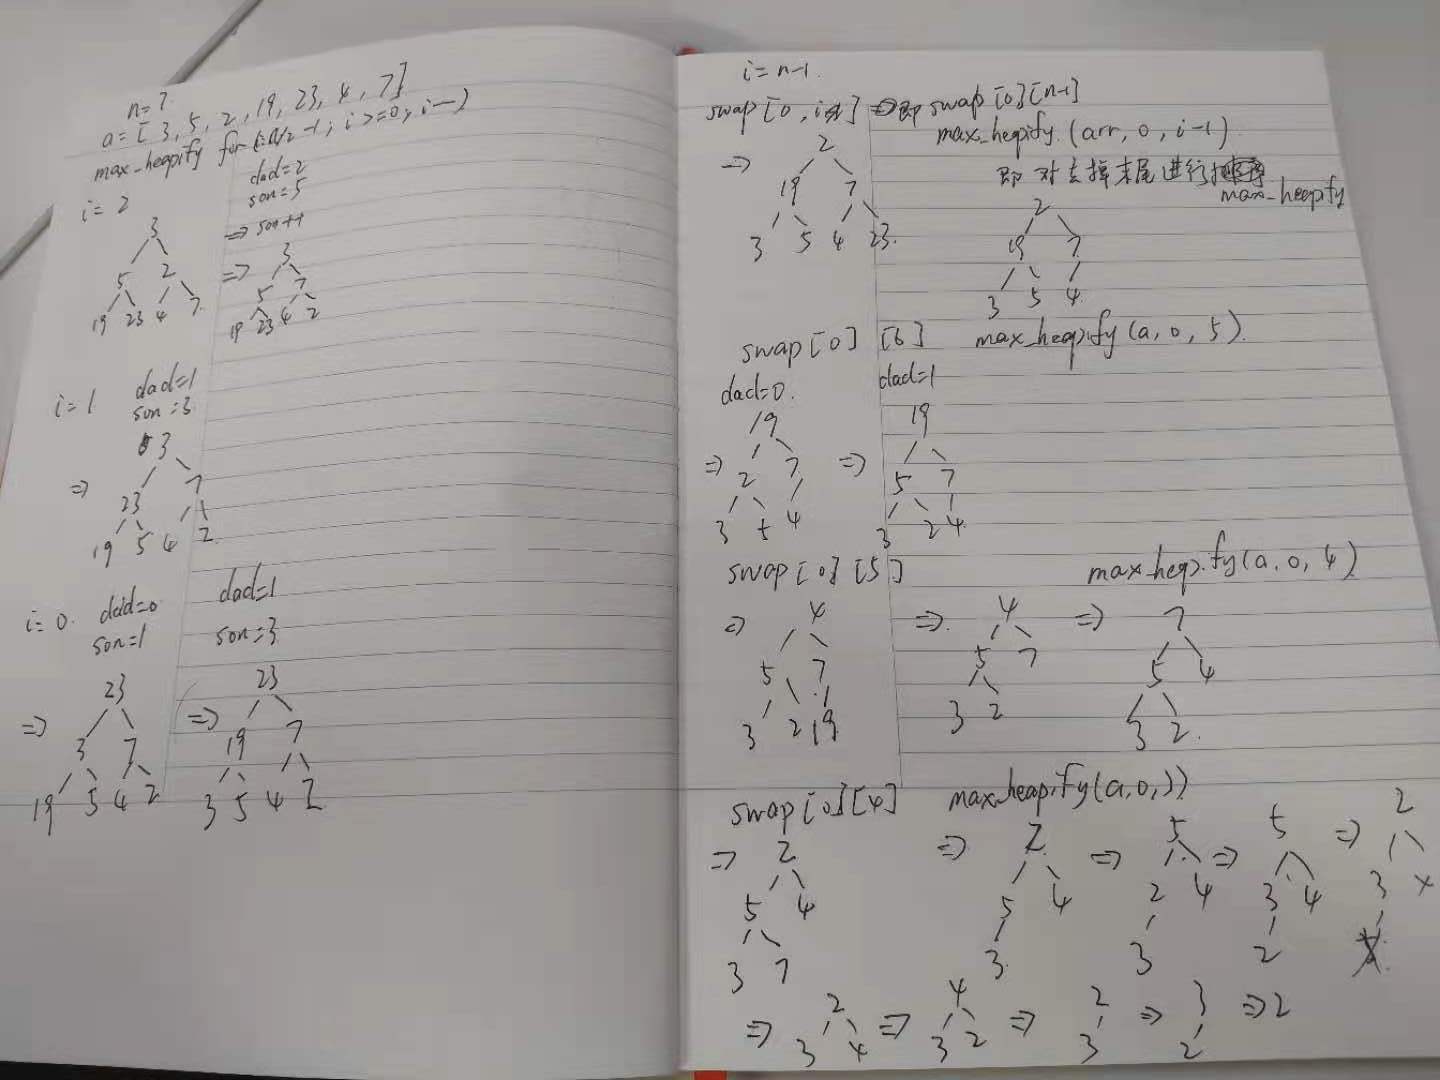 n=7
a=[3, 5, 2, 19, 23, 4, 7]
max_heapify for (i=n/2-1; i>=0; i--)
i=2
dad=2
son=5
=> son++
3
5 2
19 23 4 7
=>
3
5 7
19 23 4 2
i=1 dad=1
son=3
=>
3
23 7
19 5 4 2
i=0. dad=0
son=1
dad=1
son=3
=>
23
3 7
19 5 4 2
=>
23
19 7
3 5 4 2
i=n-1.
swap[0, i] => 即 swap[0][n-1]
max_hepify.(arr, 0, i-1)
即 对去掉末尾进行
max_heapify
=>
2
19 7
3 5 4 23.
2
19 7
3 5 4
swap[0] [6] max_heapify(a, 0, 5).
dad=0.
=>
19
2 7
3 5 4
dad=1
=>
19
5 7
3 2 4
swap[0][5] max_heapify(a, 0, 4)
=>
4
5 7
3 2 19
=>
4
5 7
3 2
=>
7
5 4
3 2.
swap[0][4] max_heapify(a,0,3)
=>
2
5 4
3 7
=>
2
5 4
3.
=>
5
2 4
3
=>
5
3 4
2
=>
2
3 4
=>
2
3 4
=>
4
3 2
=>
2
3
=>
3
2
=> 2